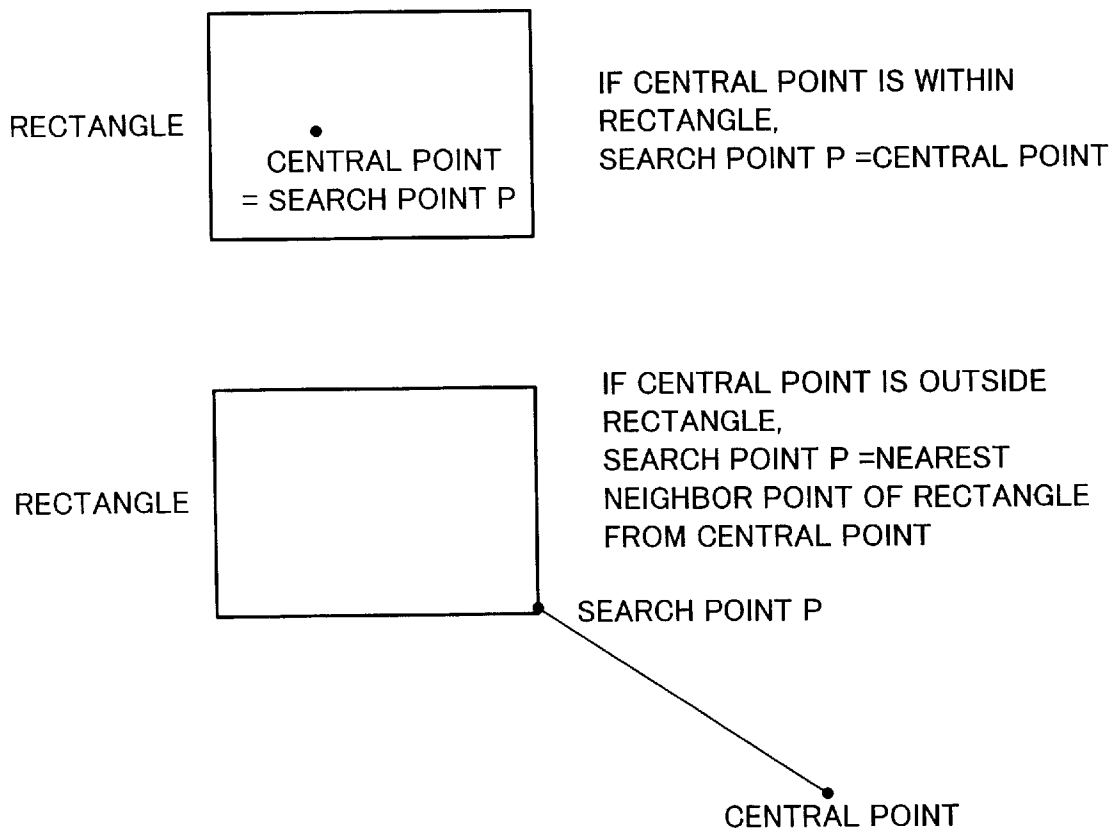 RECTANGLE
CENTRAL POINT
= SEARCH POINT P
IF CENTRAL POINT IS WITHIN
RECTANGLE,
SEARCH POINT P =CENTRAL POINT
RECTANGLE
IF CENTRAL POINT IS OUTSIDE
RECTANGLE,
SEARCH POINT P =NEAREST
NEIGHBOR POINT OF RECTANGLE
FROM CENTRAL POINT
SEARCH POINT P
CENTRAL POINT